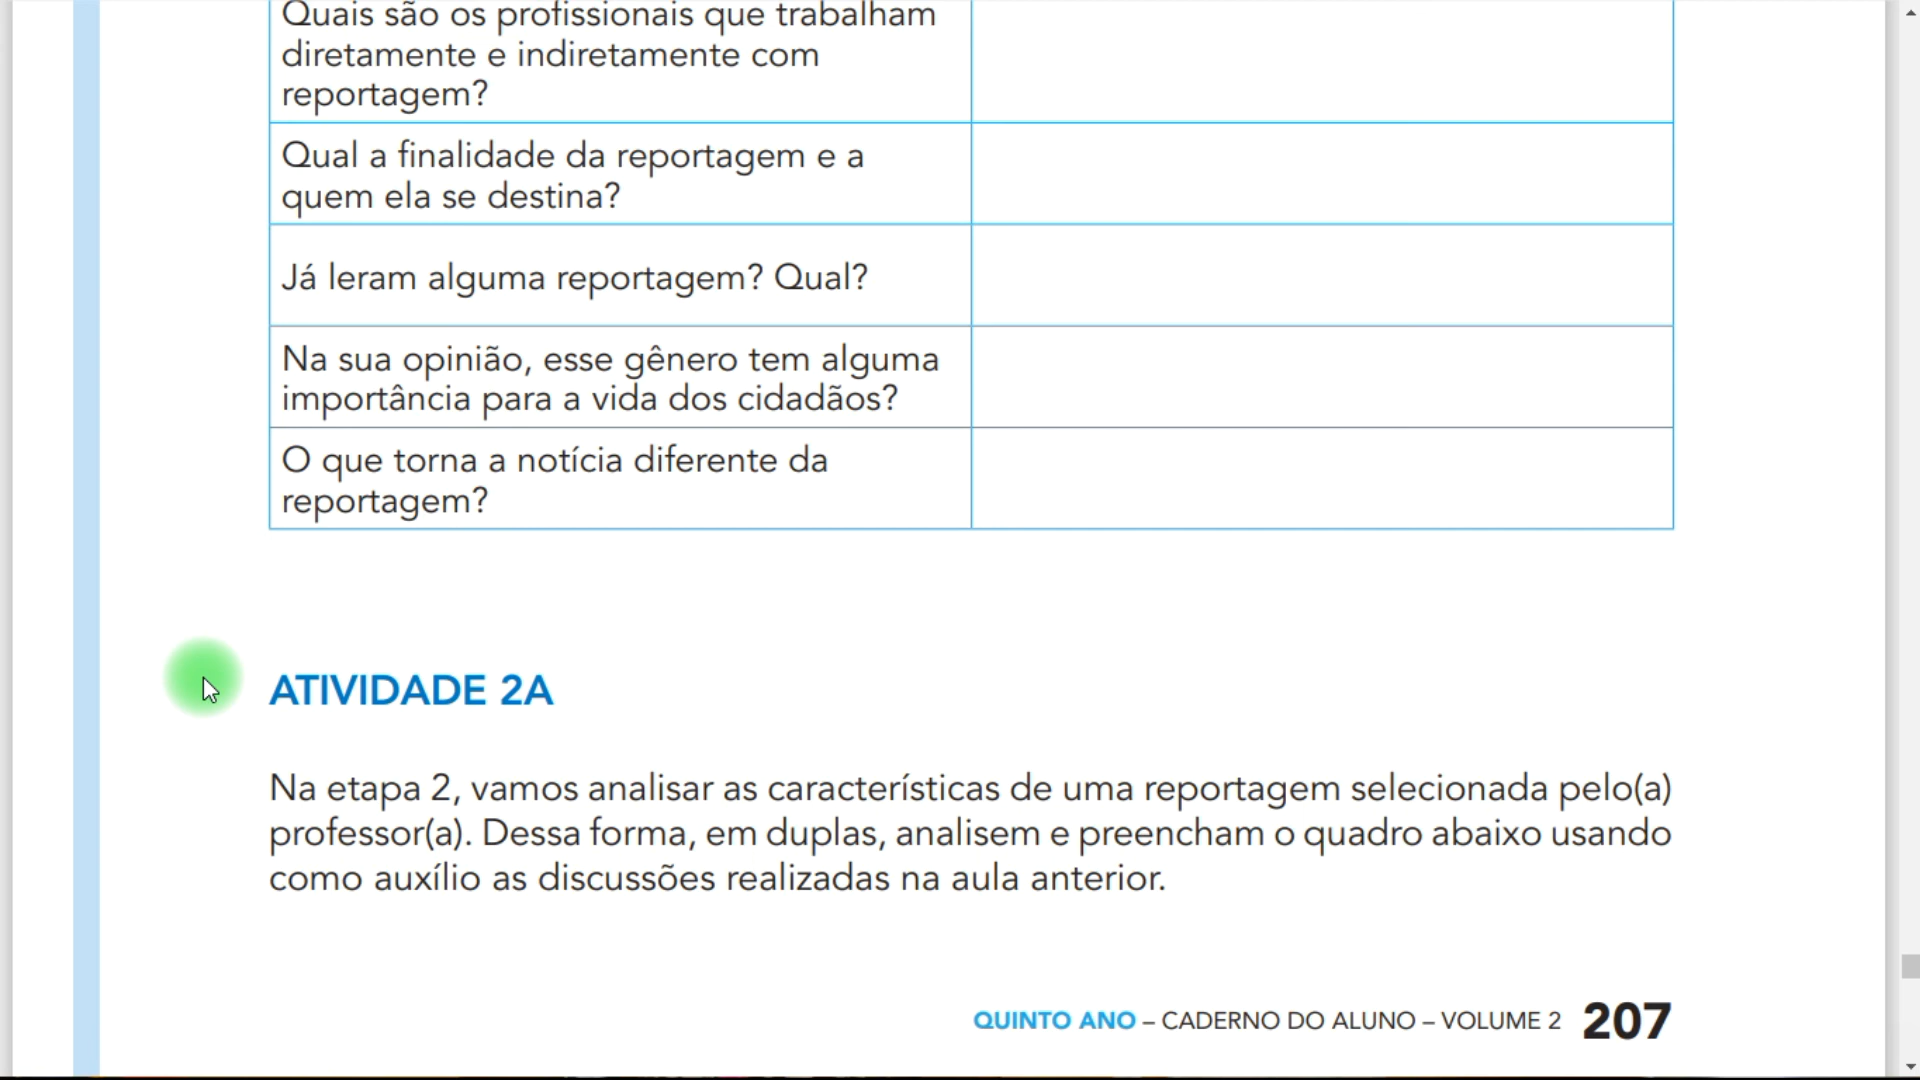 Quais são os profissionais que trabalham
diretamente e indiretamente com
reportagem?
Qual a finalidade da reportagem e a
quem ela se destina?
Já leram alguma reportagem? Qual?
Na sua opinião, esse gênero tem alguma
importância para a vida dos cidadãos?
O que torna a notícia diferente da
reportagem?
ATIVIDADE 2A
Na etapa 2, vamos analisar as características de uma reportagem selecionada pelo(a)
professor(a). Dessa forma, em duplas, analisem e preencham o quadro abaixo usando
como auxílio as discussões realizadas na aula anterior.
QUINTO ANO – CADERNO DO ALUNO – VOLUME 2 207